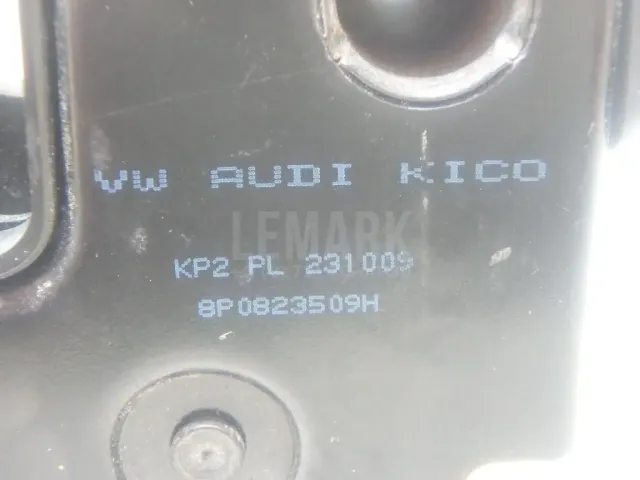 VW AUDI KICO
LEMARK
KP2 PL 231009
8P0823509H